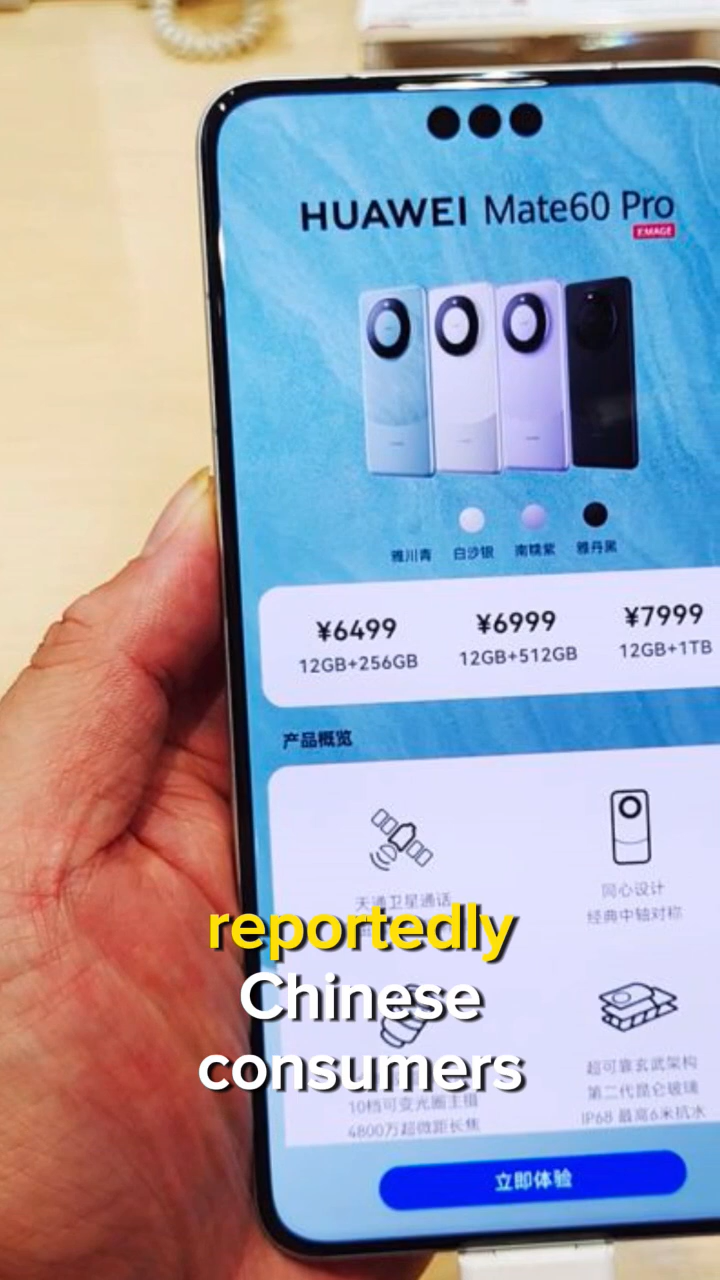 HUAWEI Mate60 Pro
XMAGE
雅川青 白沙银 南糯紫 雅丹黑
¥6499 ¥6999 ¥7999
12GB+256GB 12GB+512GB 12GB+1TB
产品概览
天通卫星通话
同心设计
经典中轴对称
reportedly
Chinese
consumers
10档可变光圈主摄
4800万超微距长焦
超可靠玄武架构
第二代昆仑玻璃
IP68 最高6米抗水
立即体验